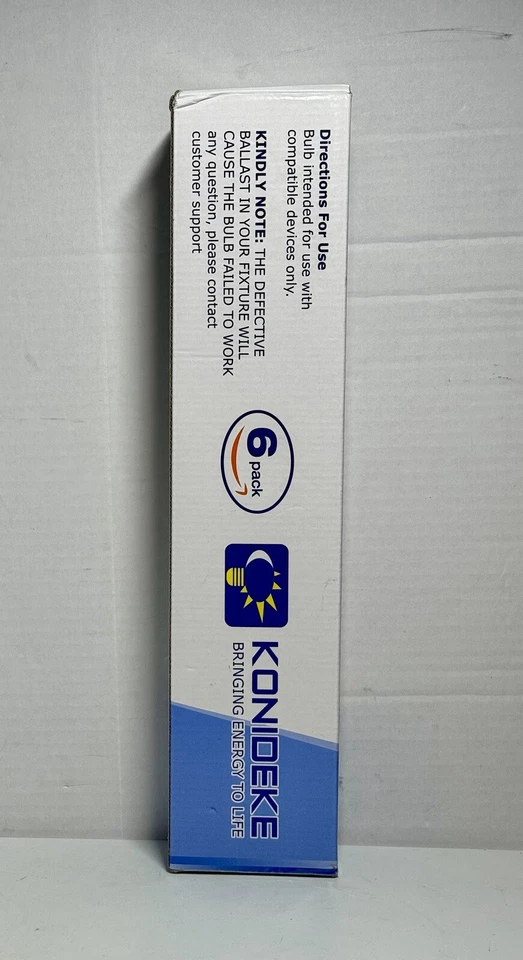 Directions For Use
Bulb intended for use with
compatible devices only.
KINDLY NOTE: THE DEFECTIVE
BALLAST IN YOUR FIXTURE WILL
CAUSE THE BULB FAILED TO WORK
any question, please contact
customer support
6
pack
KONIDEKE
BRINGING ENERGY TO LIFE